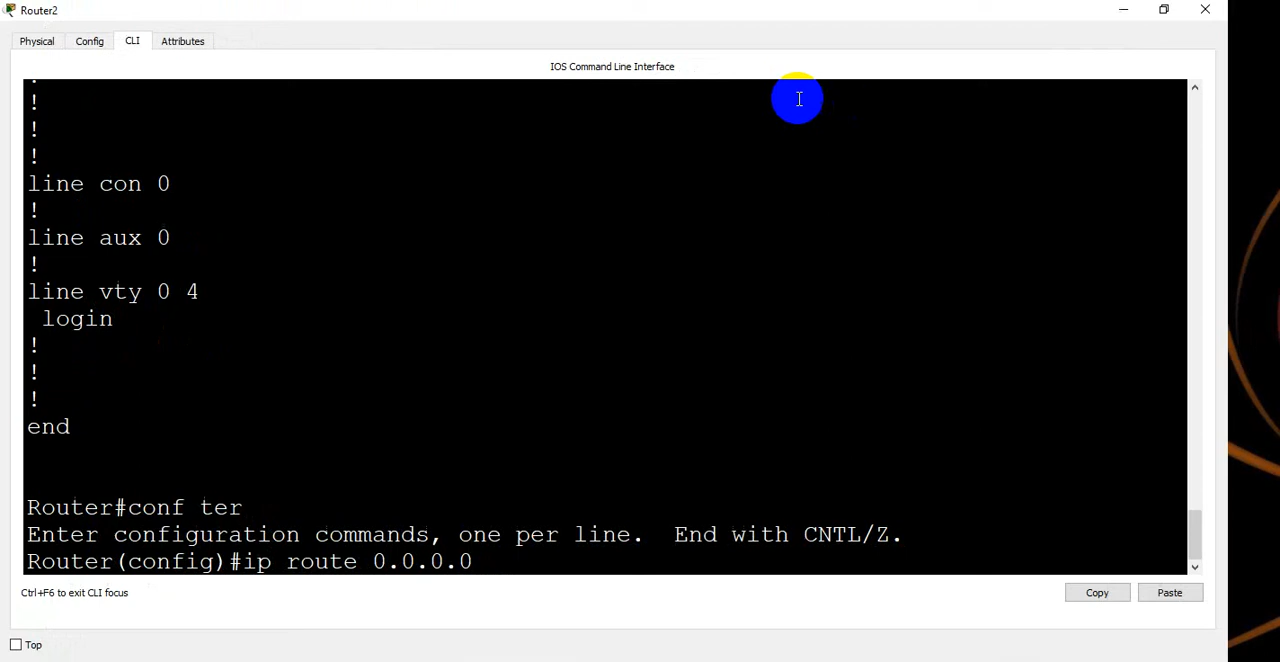 Router2
Physical
Config
CLI
Attributes
IOS Command Line Interface
!
!
!
!
line con 0
!
line aux 0
!
line vty 0 4
login
!
!
!
end
Router#conf ter
Enter configuration commands, one per line. End with CNTL/Z.
Router(config)#ip route 0.0.0.0
Ctrl+F6 to exit CLI focus
Copy
Paste
Top